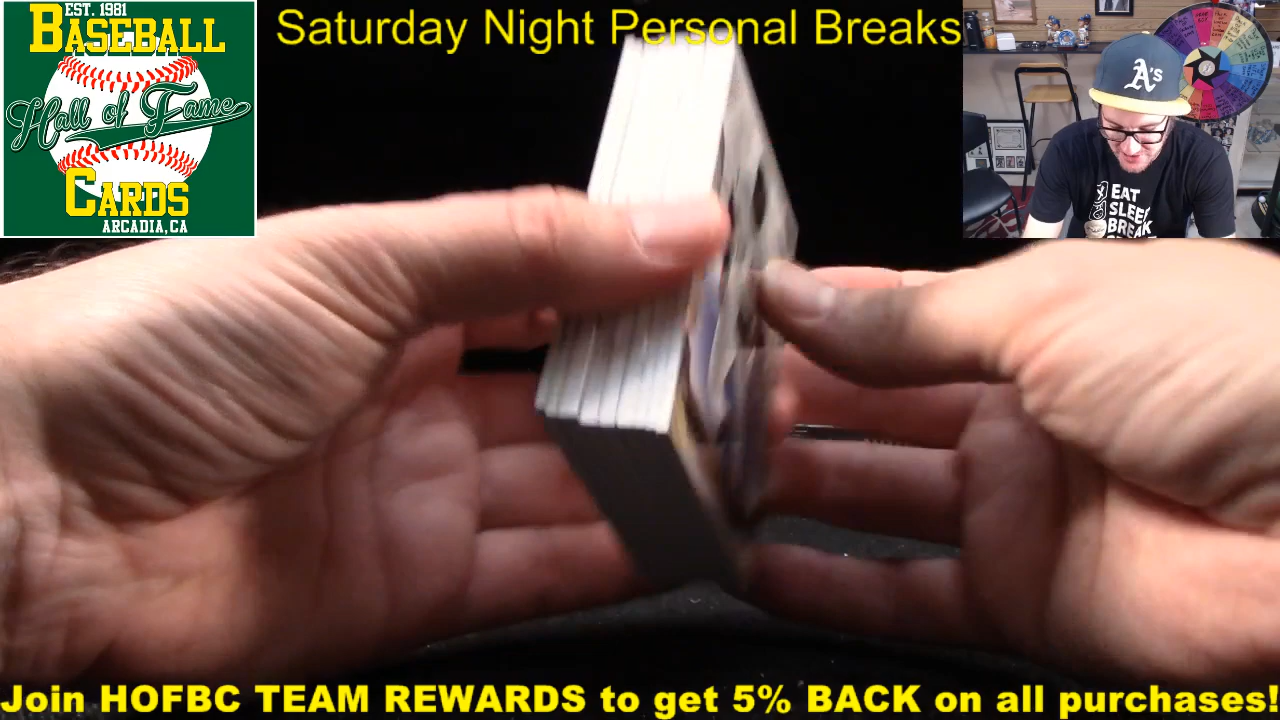 EST. 1981
BASEBALL
Hall of Fame
CARDS
ARCADIA, CA
Saturday Night Personal Breaks
A's
EAT
SLEEP
BREAK
Join HOFBC TEAM REWARDS to get 5% BACK on all purchases!